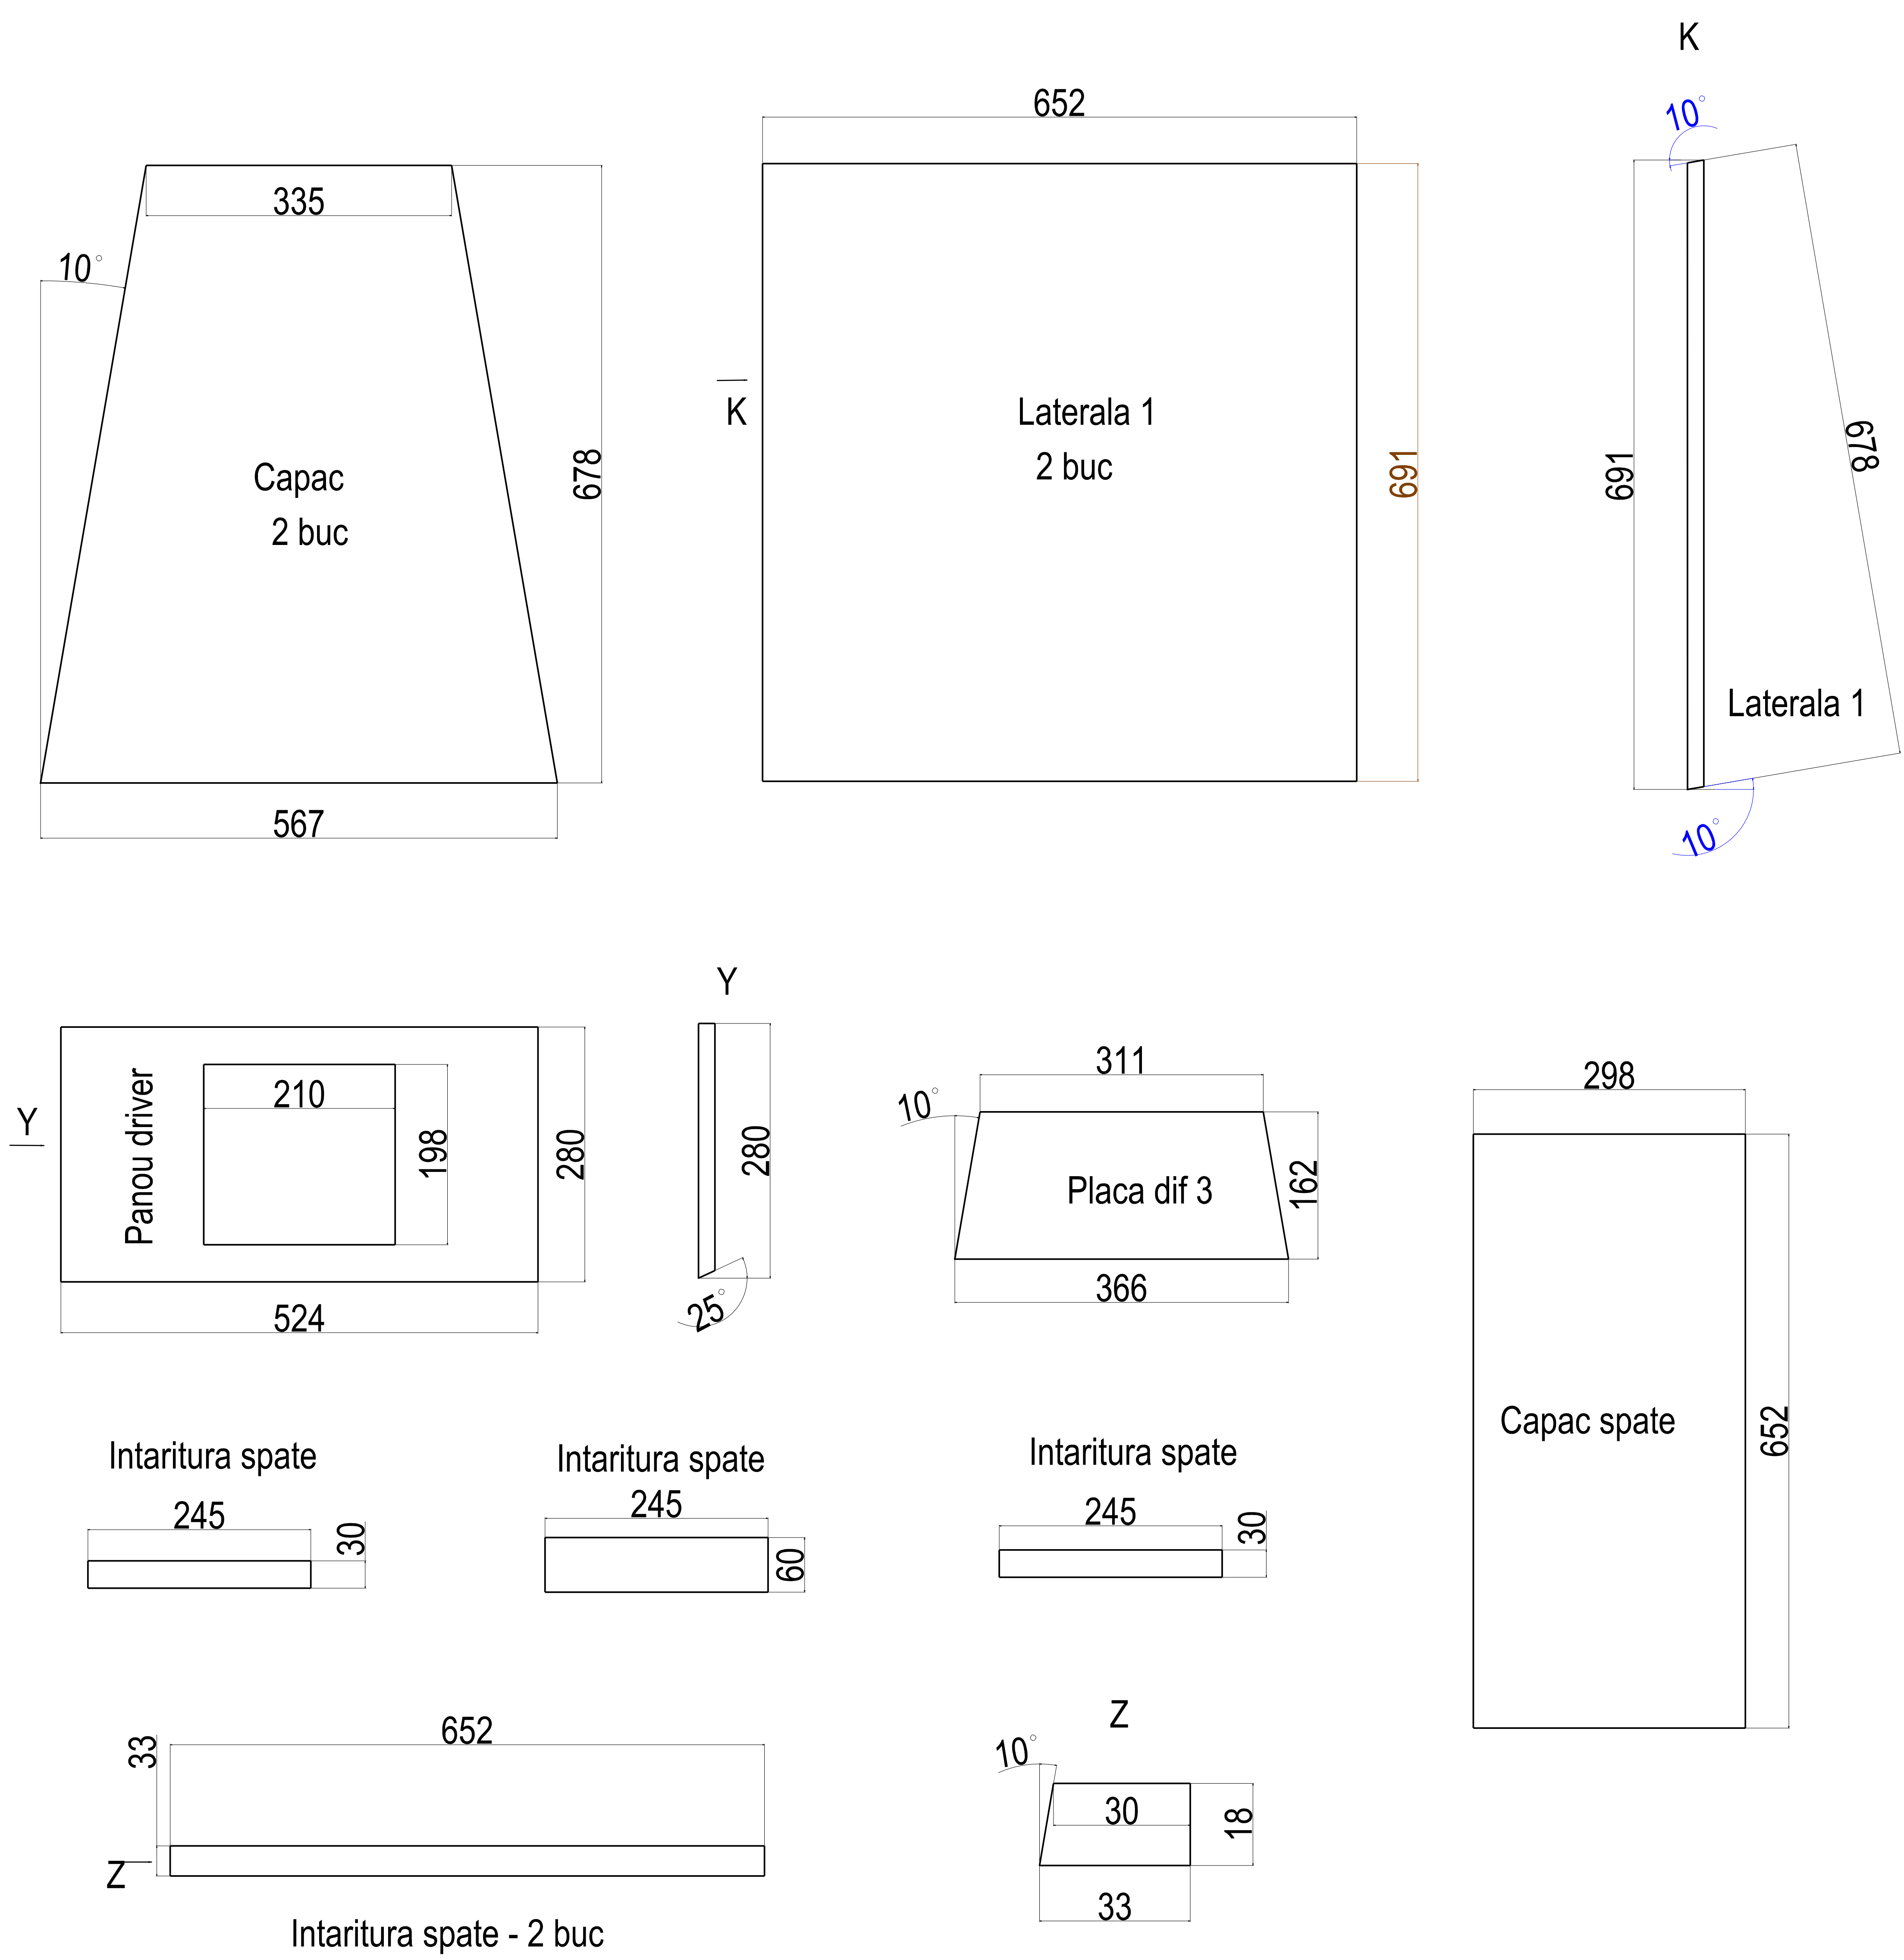 K
652
10°
335
10°
K
Laterala 1
2 buc
691
691
678
Capac
2 buc
678
Laterala 1
567
10°
Y
Y
Panou driver
210
198
280
524
280
25°
311
10°
Placa dif 3
162
366
298
Capac spate
652
Intaritura spate
245
30
Intaritura spate
245
60
Intaritura spate
245
30
652
33
Z
Intaritura spate - 2 buc
Z
10°
30
18
33